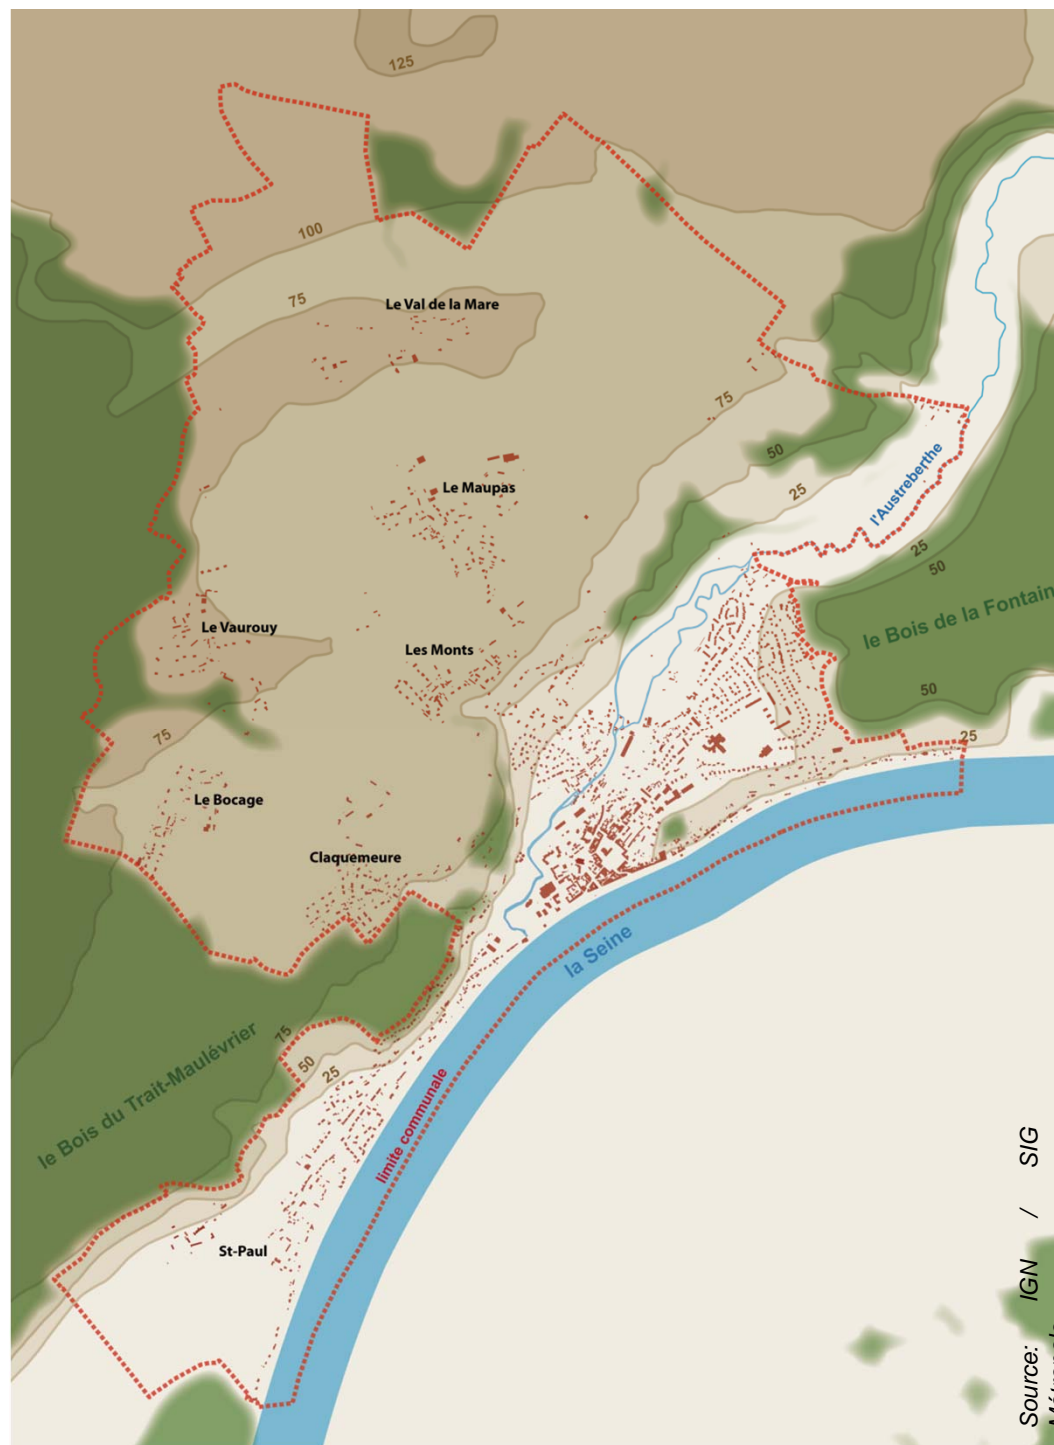 125
100
75
Le Val de la Mare
75
50
l'Austreberthe
25
Le Maupas
25
50
le Bois de la Fontain
Le Vaurouy
Les Monts
50
75
25
Le Bocage
Claquemeure
la Seine
75
50
25
le Bois du Trait-Maulévrier
limite communale
St-Paul
Source: IGN / SIG